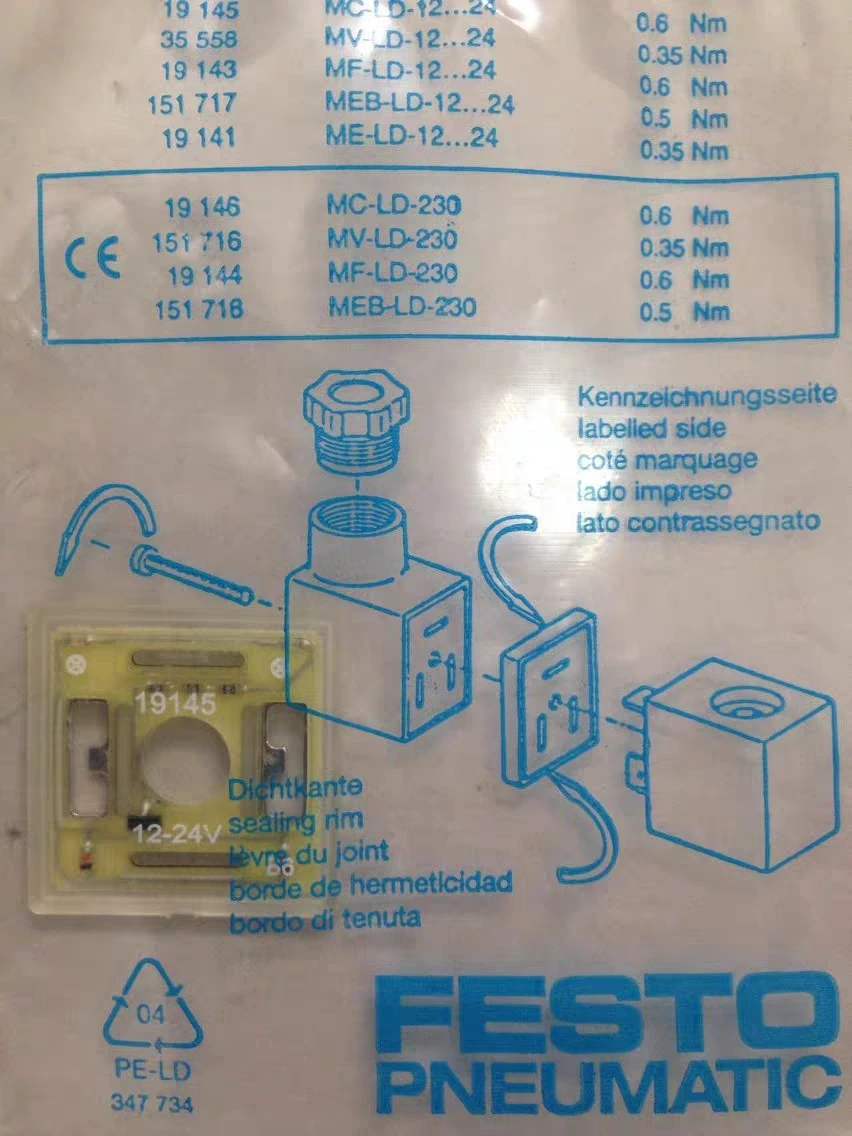 19 145 MC-LD-12...24 0.6 Nm
35 558 MV-LD-12...24 0.35 Nm
19 143 MF-LD-12...24 0.6 Nm
151 717 MEB-LD-12...24 0.5 Nm
19 141 ME-LD-12...24 0.35 Nm
CE
19 146 MC-LD-230 0.6 Nm
151 716 MV-LD-230 0.35 Nm
19 144 MF-LD-230 0.6 Nm
151 718 MEB-LD-230 0.5 Nm
Kennzeichnungsseite
labelled side
coté marquage
lado impreso
lato contrassegnato
19145
12-24V
B6
Dichtkante
sealing rim
lèvre du joint
borde de hermeticidad
bordo di tenuta
04
PE-LD
347 734
FESTO
PNEUMATIC